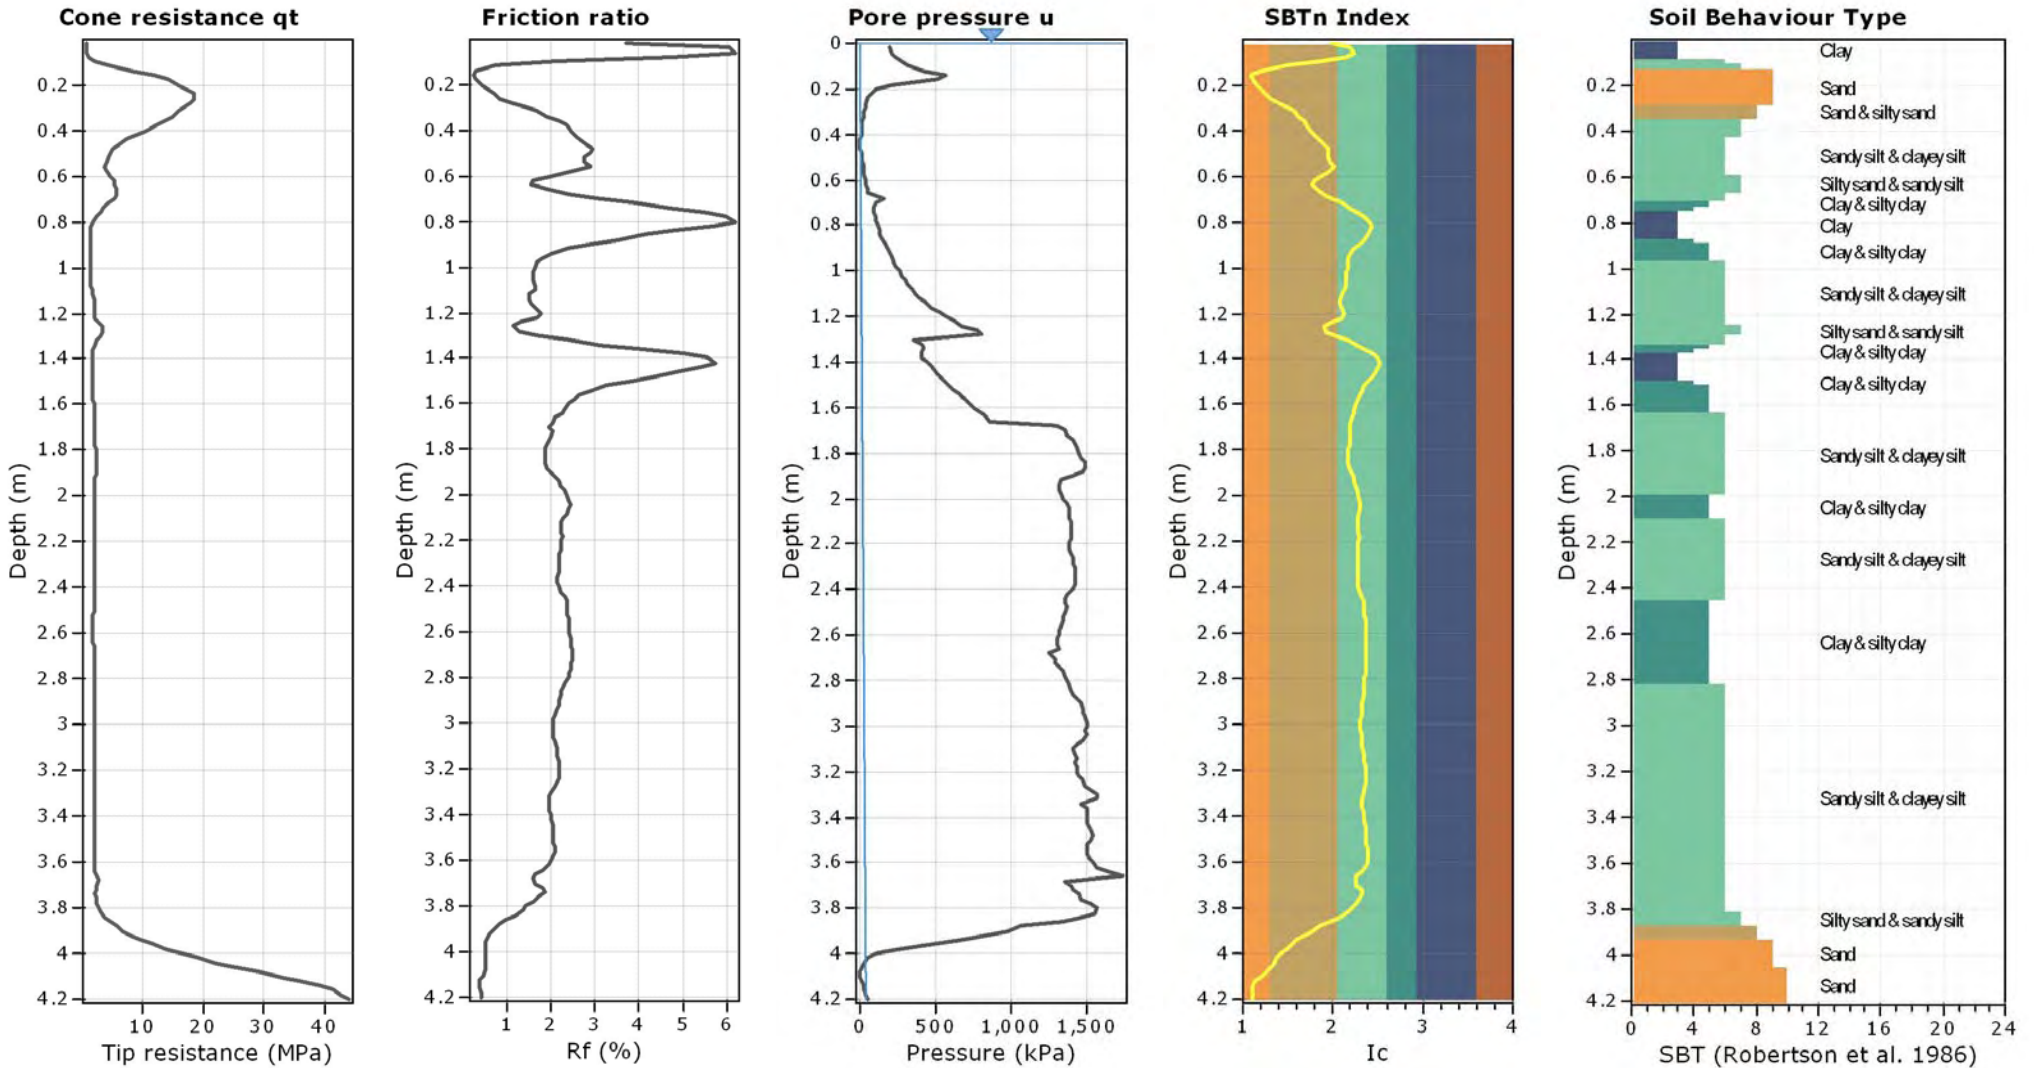 Cone resistance qt
0.2
0.4
0.6
0.8
1
1.2
1.4
1.6
1.8
2
2.2
2.4
2.6
2.8
3
3.2
3.4
3.6
3.8
4
4.2
Depth (m)
10 20 30 40
Tip resistance (MPa)
Friction ratio
0.2
0.4
0.6
0.8
1
1.2
1.4
1.6
1.8
2
2.2
2.4
2.6
2.8
3
3.2
3.4
3.6
3.8
4
4.2
Depth (m)
1 2 3 4 5 6
Rf (%)
Pore pressure u
0
0.2
0.4
0.6
0.8
1
1.2
1.4
1.6
1.8
2
2.2
2.4
2.6
2.8
3
3.2
3.4
3.6
3.8
4
4.2
Depth (m)
0 500 1,000 1,500
Pressure (kPa)
SBTn Index
0.2
0.4
0.6
0.8
1
1.2
1.4
1.6
1.8
2
2.2
2.4
2.6
2.8
3
3.2
3.4
3.6
3.8
4
4.2
Depth (m)
1 2 3 4
Ic
Soil Behaviour Type
0.2
0.4
0.6
0.8
1
1.2
1.4
1.6
1.8
2
2.2
2.4
2.6
2.8
3
3.2
3.4
3.6
3.8
4
4.2
Depth (m)
Clay
Sand
Sand & silty sand
Sandy silt & clayey silt
Silty sand & sandy silt
Clay & silty clay
Clay
Clay & silty clay
Sandy silt & clayey silt
Silty sand & sandy silt
Clay & silty clay
Clay & silty clay
Sandy silt & clayey silt
Clay & silty clay
Sandy silt & clayey silt
Clay & silty clay
Sandy silt & clayey silt
Silty sand & sandy silt
Sand
Sand
0 4 8 12 16 20 24
SBT (Robertson et al. 1986)